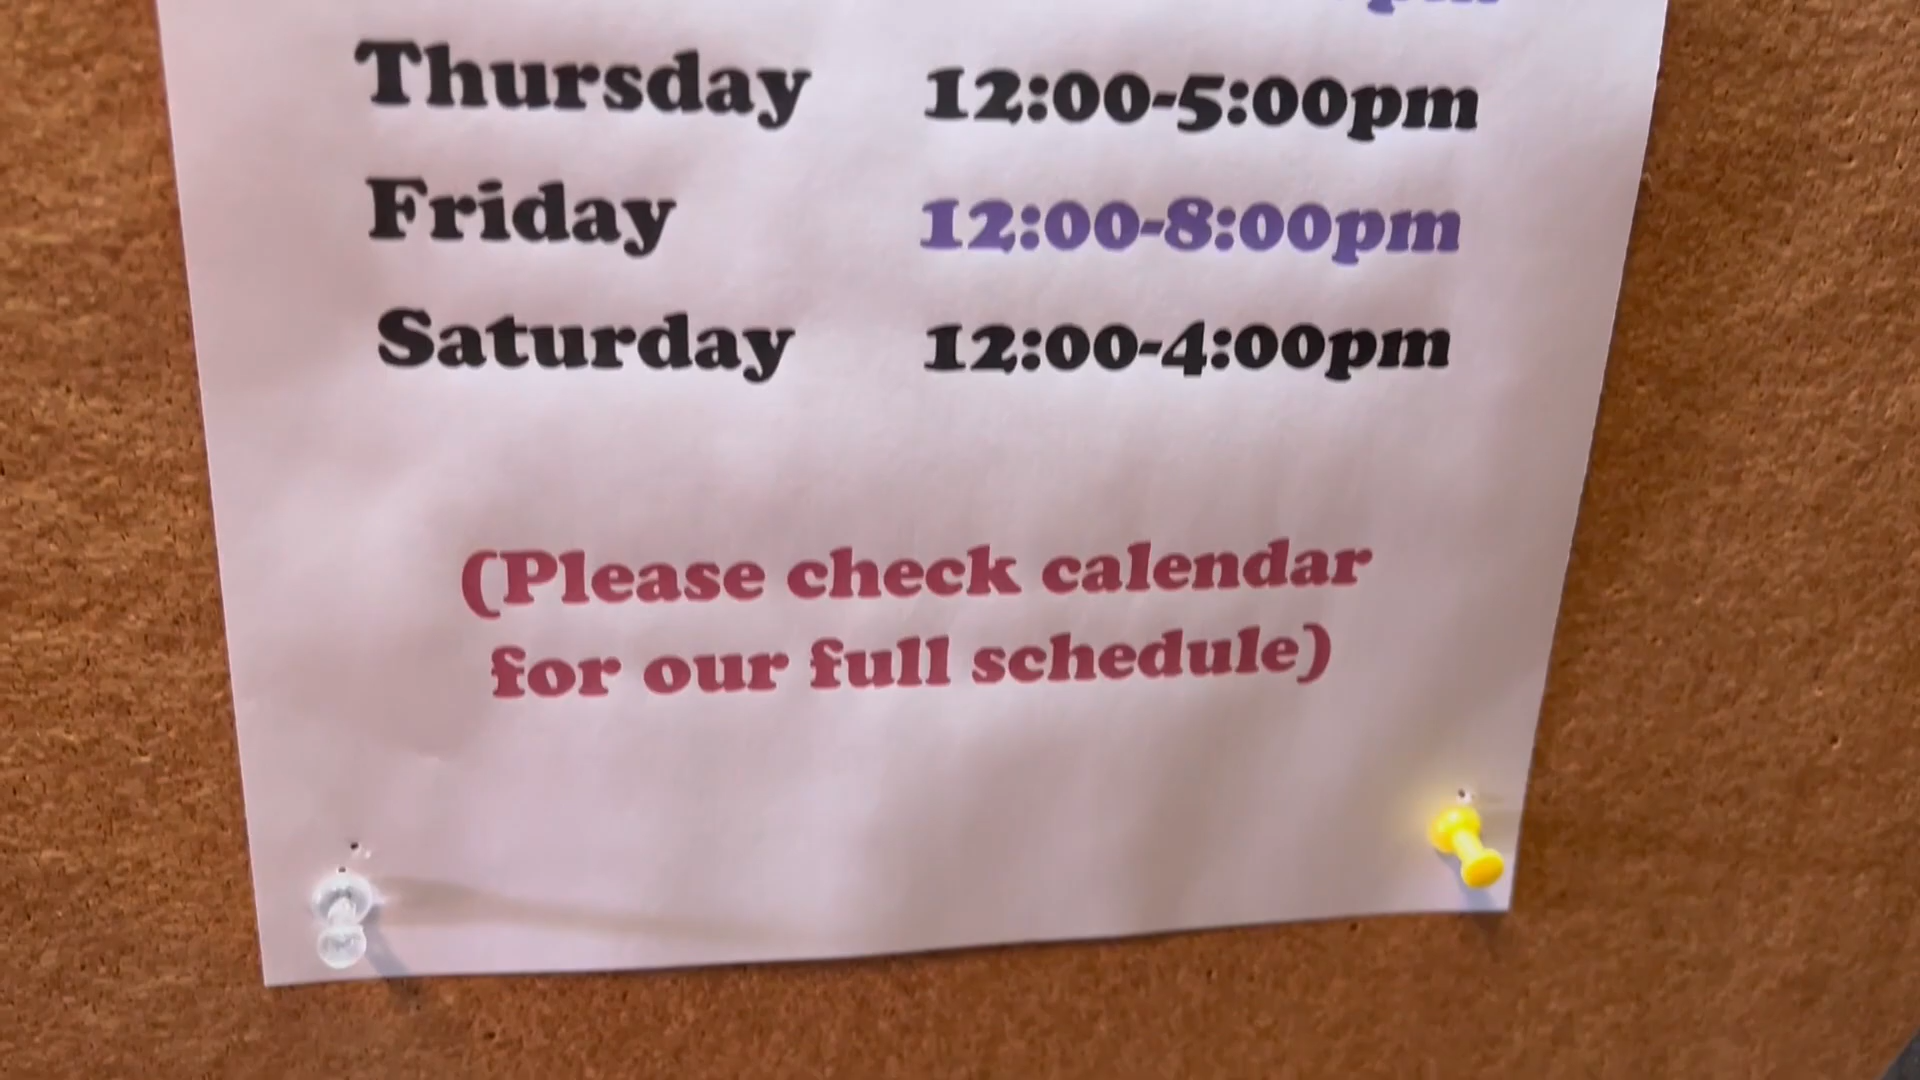 Thursday 12:00-5:00pm
Friday 12:00-8:00pm
Saturday 12:00-4:00pm
(Please check calendar
for our full schedule)